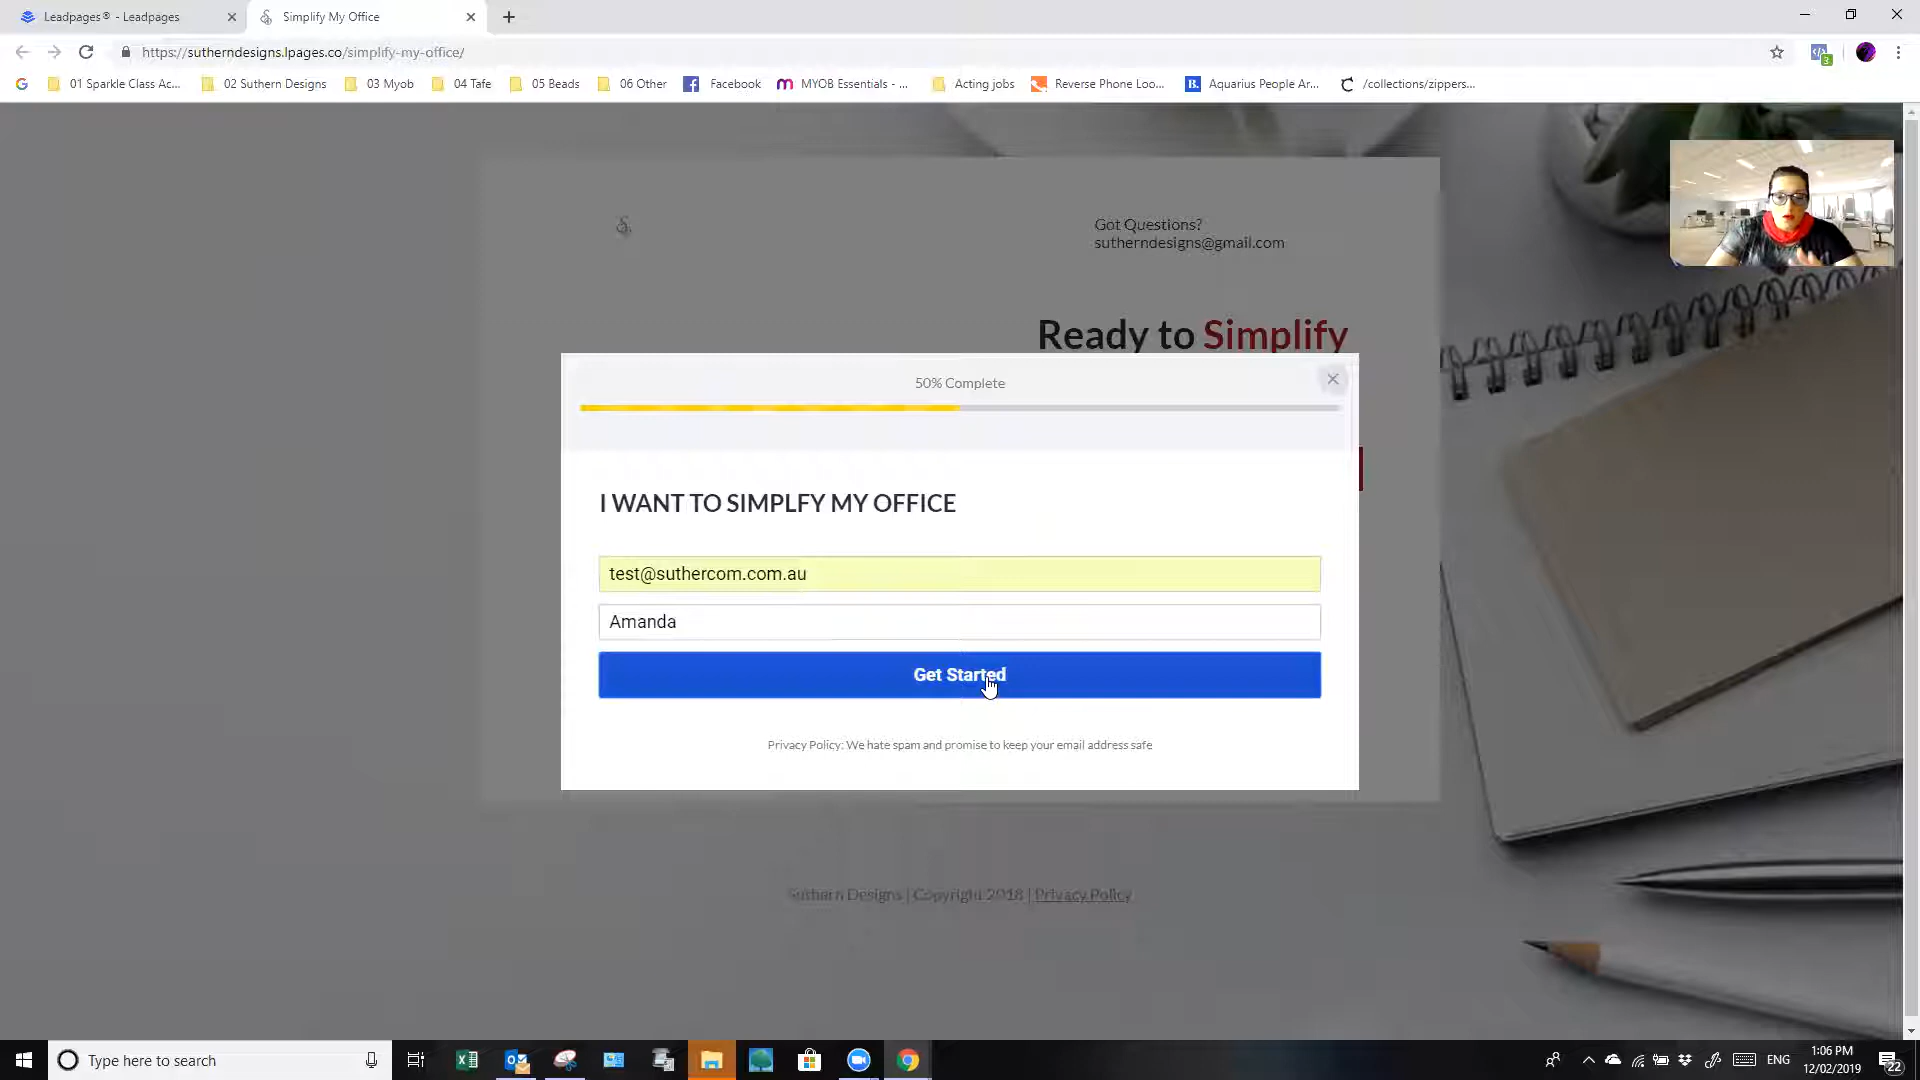 Leadpages® - Leadpages
Simplify My Office
https://sutherndesigns.lpages.co/simplify-my-office/
01 Sparkle Class Ac...
02 Suthern Designs
03 Myob
04 Tafe
05 Beads
06 Other
Facebook
MYOB Essentials - ...
Acting jobs
Reverse Phone Loo...
Aquarius People Ar...
/collections/zippers...
Got Questions?
sutherndesigns@gmail.com
Ready to Simplify
50% Complete
I WANT TO SIMPLFY MY OFFICE
test@suthercom.com.au
Amanda
Get Started
Privacy Policy: We hate spam and promise to keep your email address safe
Suthern Designs | Copyright 2018 | Privacy Policy
Type here to search
ENG
1:06 PM
12/02/2019
22